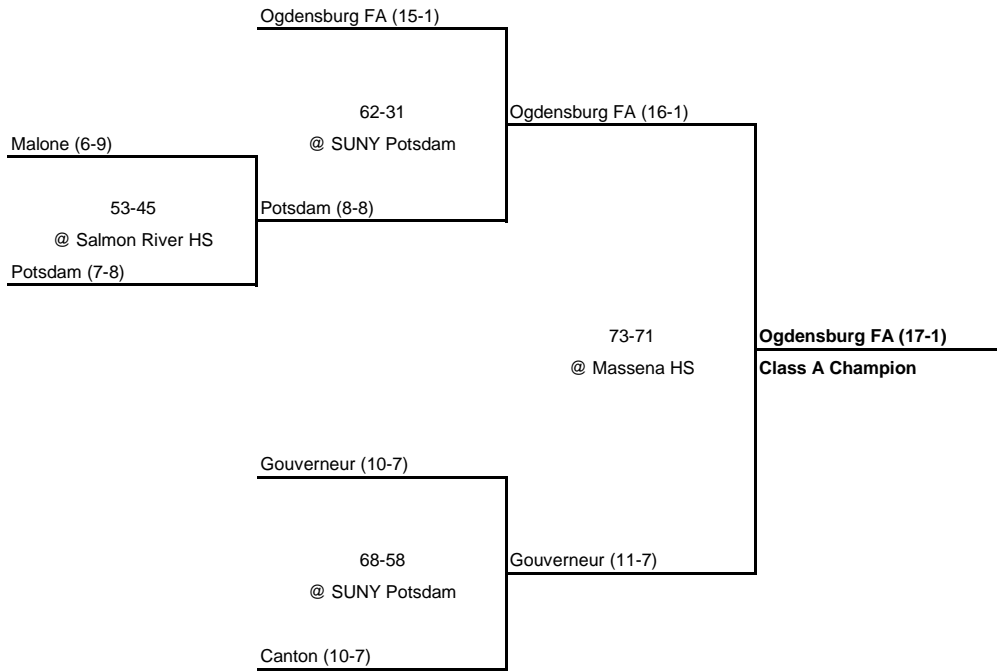 Ogdensburg FA (15-1)
62-31
Ogdensburg FA (16-1)
Malone (6-9)
@ SUNY Potsdam
53-45
Potsdam (8-8)
@ Salmon River HS
Potsdam (7-8)
73-71
Ogdensburg FA (17-1)
@ Massena HS
Class A Champion
Gouverneur (10-7)
68-58
Gouverneur (11-7)
@ SUNY Potsdam
Canton (10-7)